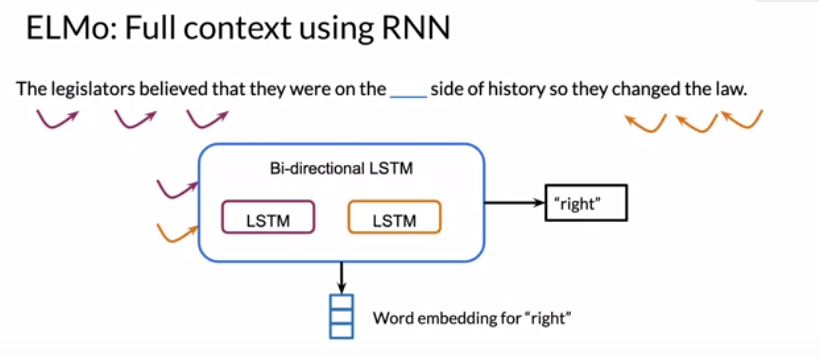 ELMo: Full context using RNN
The legislators believed that they were on the ____ side of history so they changed the law.
Bi-directional LSTM
LSTM
LSTM
"right"
Word embedding for "right"